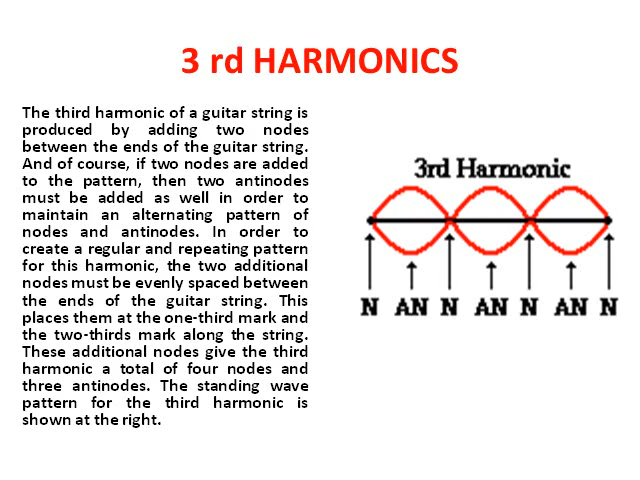 3 rd HARMONICS
The third harmonic of a guitar string is
produced by adding two nodes
between the ends of the guitar string.
And of course, if two nodes are added
to the pattern, then two antinodes
must be added as well in order to
maintain an alternating pattern of
nodes and antinodes. In order to
create a regular and repeating pattern
for this harmonic, the two additional
nodes must be evenly spaced between
the ends of the guitar string. This
places them at the one-third mark and
the two-thirds mark along the string.
These additional nodes give the third
harmonic a total of four nodes and
three antinodes. The standing wave
pattern for the third harmonic is
shown at the right.
3rd Harmonic
N AN N AN N AN N